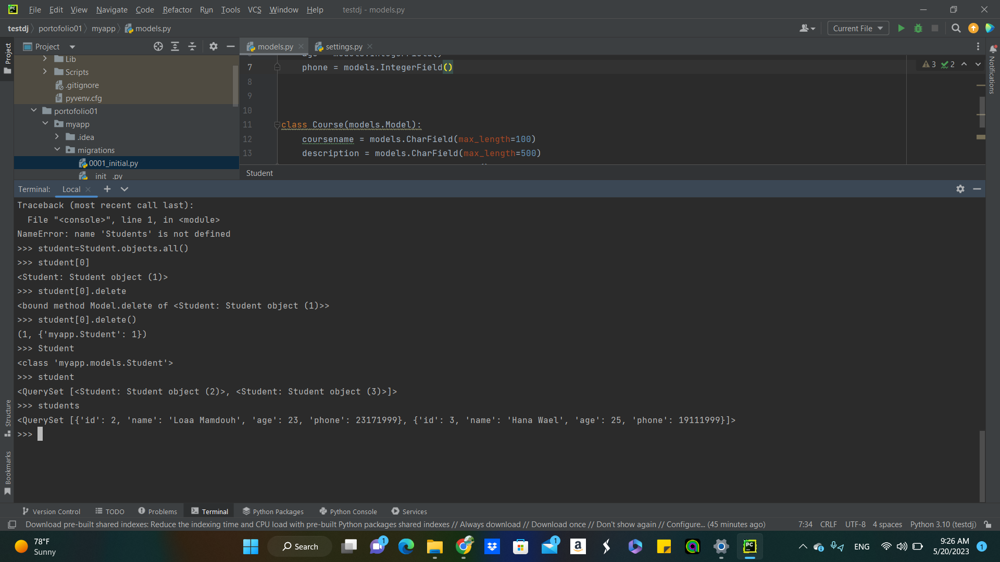 File Edit View Navigate Code Refactor Run Tools VCS Window Help testdj - models.py
testdj portofolio01 myapp models.py Current File
Project models.py settings.py
Project
Lib
Scripts
.gitignore
pyvenv.cfg
portofolio01
myapp
.idea
migrations
0001_initial.py
7 phone = models.IntegerField() 3 2
8
9
10
11 class Course(models.Model):
12 coursename = models.CharField(max_length=100)
13 description = models.CharField(max_length=500)
Student
Notifications
Terminal: Local
Traceback (most recent call last):
File "<console>", line 1, in <module>
NameError: name 'Students' is not defined
>>> student=Student.objects.all()
>>> student[0]
<Student: Student object (1)>
>>> student[0].delete
<bound method Model.delete of <Student: Student object (1)>>
>>> student[0].delete()
(1, {'myapp.Student': 1})
>>> Student
<class 'myapp.models.Student'>
>>> student
<QuerySet [<Student: Student object (2)>, <Student: Student object (3)>]>
>>> students
<QuerySet [{'id': 2, 'name': 'Loaa Mamdouh', 'age': 23, 'phone': 23171999}, {'id': 3, 'name': 'Hana Wael', 'age': 25, 'phone': 19111999}]>
>>>
Structure
Bookmarks
Version Control TODO Problems Terminal Python Packages Python Console Services
Download pre-built shared indexes: Reduce the indexing time and CPU load with pre-built Python packages shared indexes // Always download // Download once // Don't show again // Configure... (45 minutes ago) 7:34 CRLF UTF-8 4 spaces Python 3.10 (testdj)
78°F
Sunny
Search
1
1
ENG
9:26 AM
5/20/2023
1